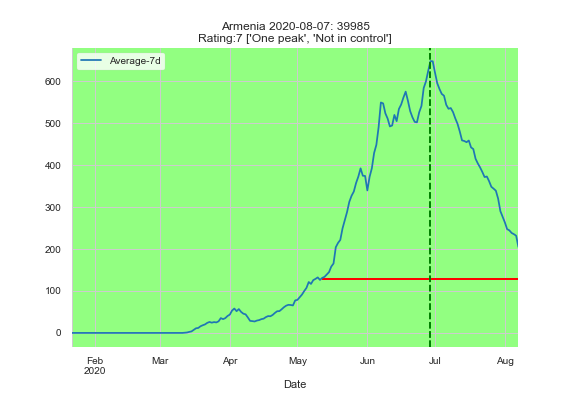 Armenia 2020-08-07: 39985
Rating:7 ['One peak', 'Not in control']
Average-7d
600
500
400
300
200
100
0
Feb
2020
Mar
Apr
May
Jun
Jul
Aug
Date